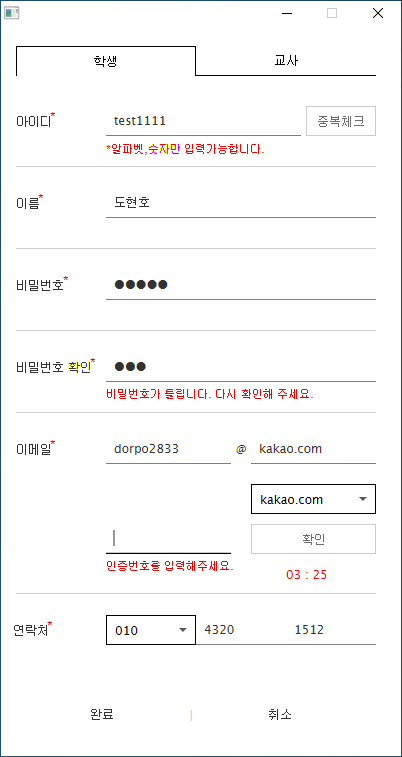 학생 교사
아이디* test1111 중복체크
*알파벳,숫자만 입력가능합니다.
이름* 도현호
비밀번호* ●●●●●
비밀번호 확인* ●●●
비밀번호가 틀립니다. 다시 확인해 주세요.
이메일* dorpo2833 @ kakao.com
kakao.com
확인
인증번호를 입력해주세요.
03 : 25
연락처* 010 4320 1512
완료 | 취소